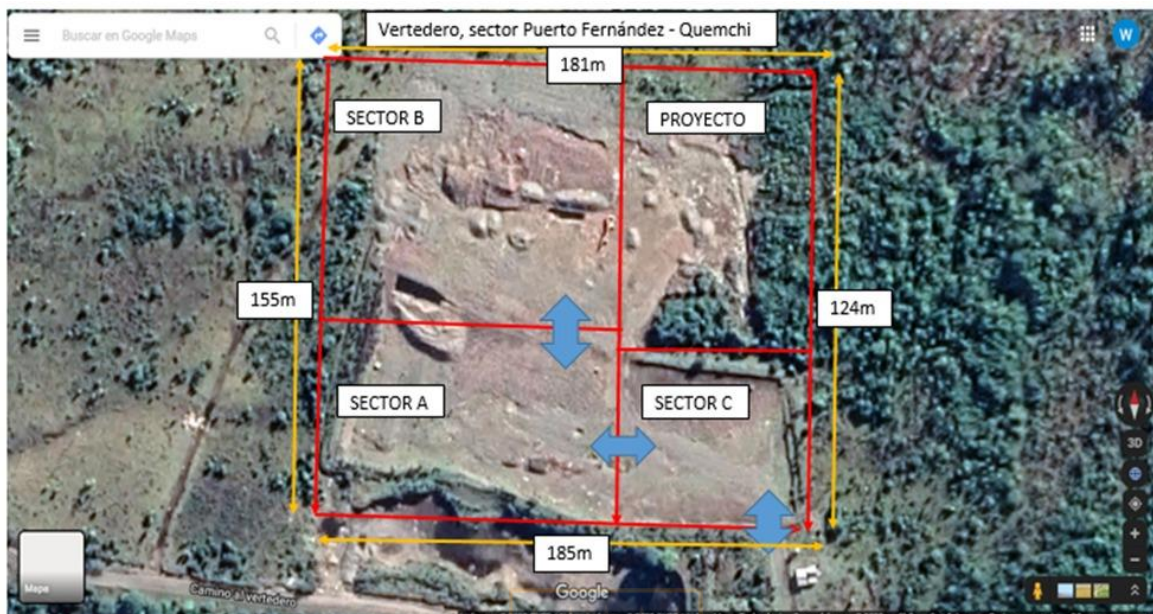 Buscar en Google Maps
Vertedero, sector Puerto Fernández - Quemchi
W
181m
SECTOR B
PROYECTO
155m
124m
SECTOR A
SECTOR C
3D
185m
Mapa
Camino al vertedero
Google